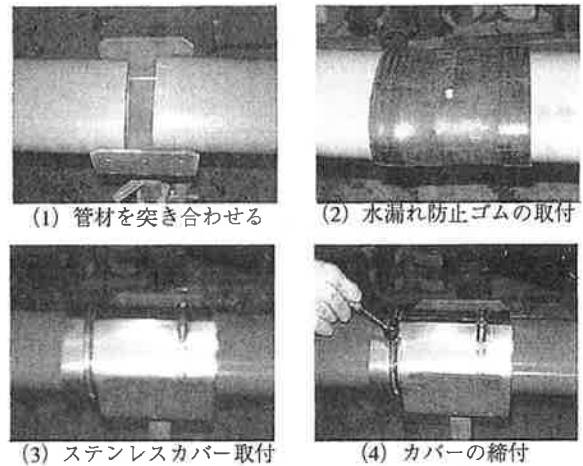 (1) 管材を突き合わせる
(2) 水漏れ防止ゴムの取付
(3) ステンレスカバー取付
(4) カバーの締付